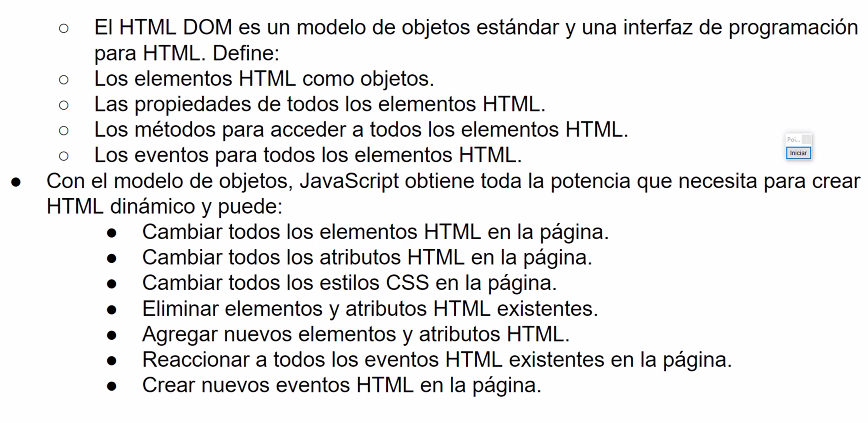 ○ El HTML DOM es un modelo de objetos estándar y una interfaz de programación
para HTML. Define:
○ Los elementos HTML como objetos.
○ Las propiedades de todos los elementos HTML.
○ Los métodos para acceder a todos los elementos HTML.
Poi...
Iniciar
○ Los eventos para todos los elementos HTML.
● Con el modelo de objetos, JavaScript obtiene toda la potencia que necesita para crear
HTML dinámico y puede:
● Cambiar todos los elementos HTML en la página.
● Cambiar todos los atributos HTML en la página.
● Cambiar todos los estilos CSS en la página.
● Eliminar elementos y atributos HTML existentes.
● Agregar nuevos elementos y atributos HTML.
● Reaccionar a todos los eventos HTML existentes en la página.
● Crear nuevos eventos HTML en la página.